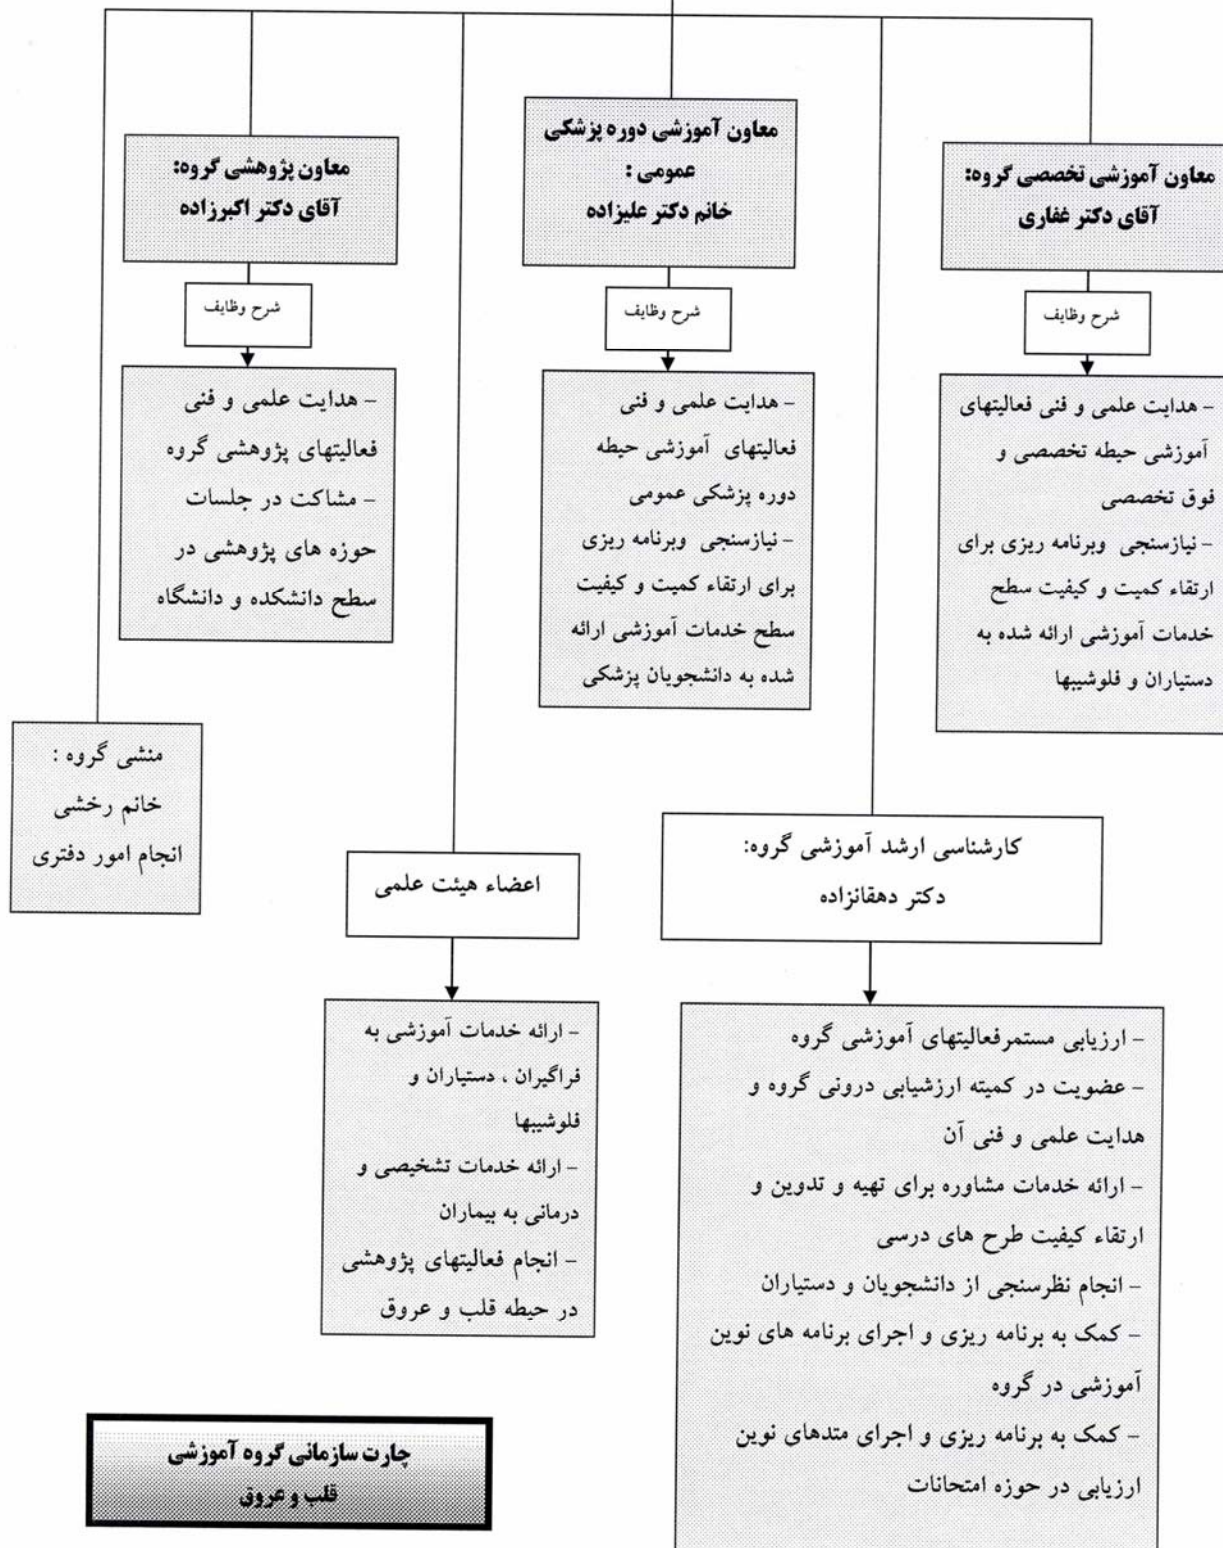 معاون آموزشی تخصصی گروه:
آقای دکتر غفاری
شرح وظایف
– هدایت علمی و فنی فعالیتهای
آموزشی حیطه تخصصی و
فوق تخصصی
– نیازسنجی وبرنامه ریزی برای
ارتقاء کمیت و کیفیت سطح
خدمات آموزشی ارائه شده به
دستیاران و فلوشیبها
معاون آموزشی دوره پزشکی
عمومی :
خانم دکتر علیزاده
شرح وظایف
– هدایت علمی و فنی
فعالیتهای آموزشی حیطه
دوره پزشکی عمومی
– نیازسنجی وبرنامه ریزی
برای ارتقاء کمیت و کیفیت
سطح خدمات آموزشی ارائه
شده به دانشجویان پزشکی
معاون پژوهشی گروه:
آقای دکتر اکبرزاده
شرح وظایف
– هدایت علمی و فنی
فعالیتهای پژوهشی گروه
– مشاکت در جلسات
حوزه های پژوهشی در
سطح دانشکده و دانشگاه
منشی گروه :
خانم رخشی
انجام امور دفتری
کارشناسی ارشد آموزشی گروه:
دکتر دهقانزاده
– ارزیابی مستمرفعالیتهای آموزشی گروه
– عضویت در کمیته ارزشیابی درونی گروه و
هدایت علمی و فنی آن
– ارائه خدمات مشاوره برای تهیه و تدوین و
ارتقاء کیفیت طرح های درسی
– انجام نظرسنجی از دانشجویان و دستیاران
– کمک به برنامه ریزی و اجرای برنامه های نوین
آموزشی در گروه
– کمک به برنامه ریزی و اجرای متدهای نوین
ارزیابی در حوزه امتحانات
اعضاء هیئت علمی
– ارائه خدمات آموزشی به
فراگیران ، دستیاران و
فلوشیبها
– ارائه خدمات تشخیصی و
درمانی به بیماران
– انجام فعالیتهای پژوهشی
در حیطه قلب و عروق
چارت سازمانی گروه آموزشی
قلب و عروق